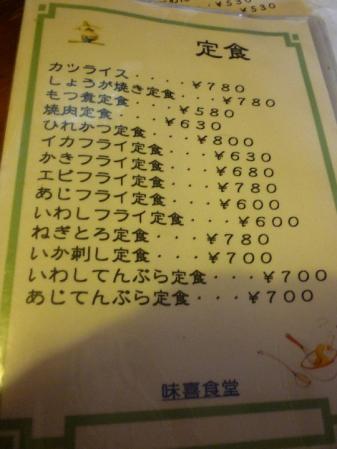 ¥530
¥530
定食
カツライス・・・・¥780
しょうが焼き定食・・・¥780
もつ煮定食・・・¥580
焼肉定食・・・¥630
ひれかつ定食・・・¥800
イカフライ定食・・・¥630
かきフライ定食・・・¥680
エビフライ定食・・・¥780
あじフライ定食・・・¥600
いわしフライ定食・・・¥600
ねぎとろ定食・・・¥780
いか刺し定食・・・¥700
いわしてんぷら定食・・・¥700
あじてんぷら定食・・・¥700
味喜食堂